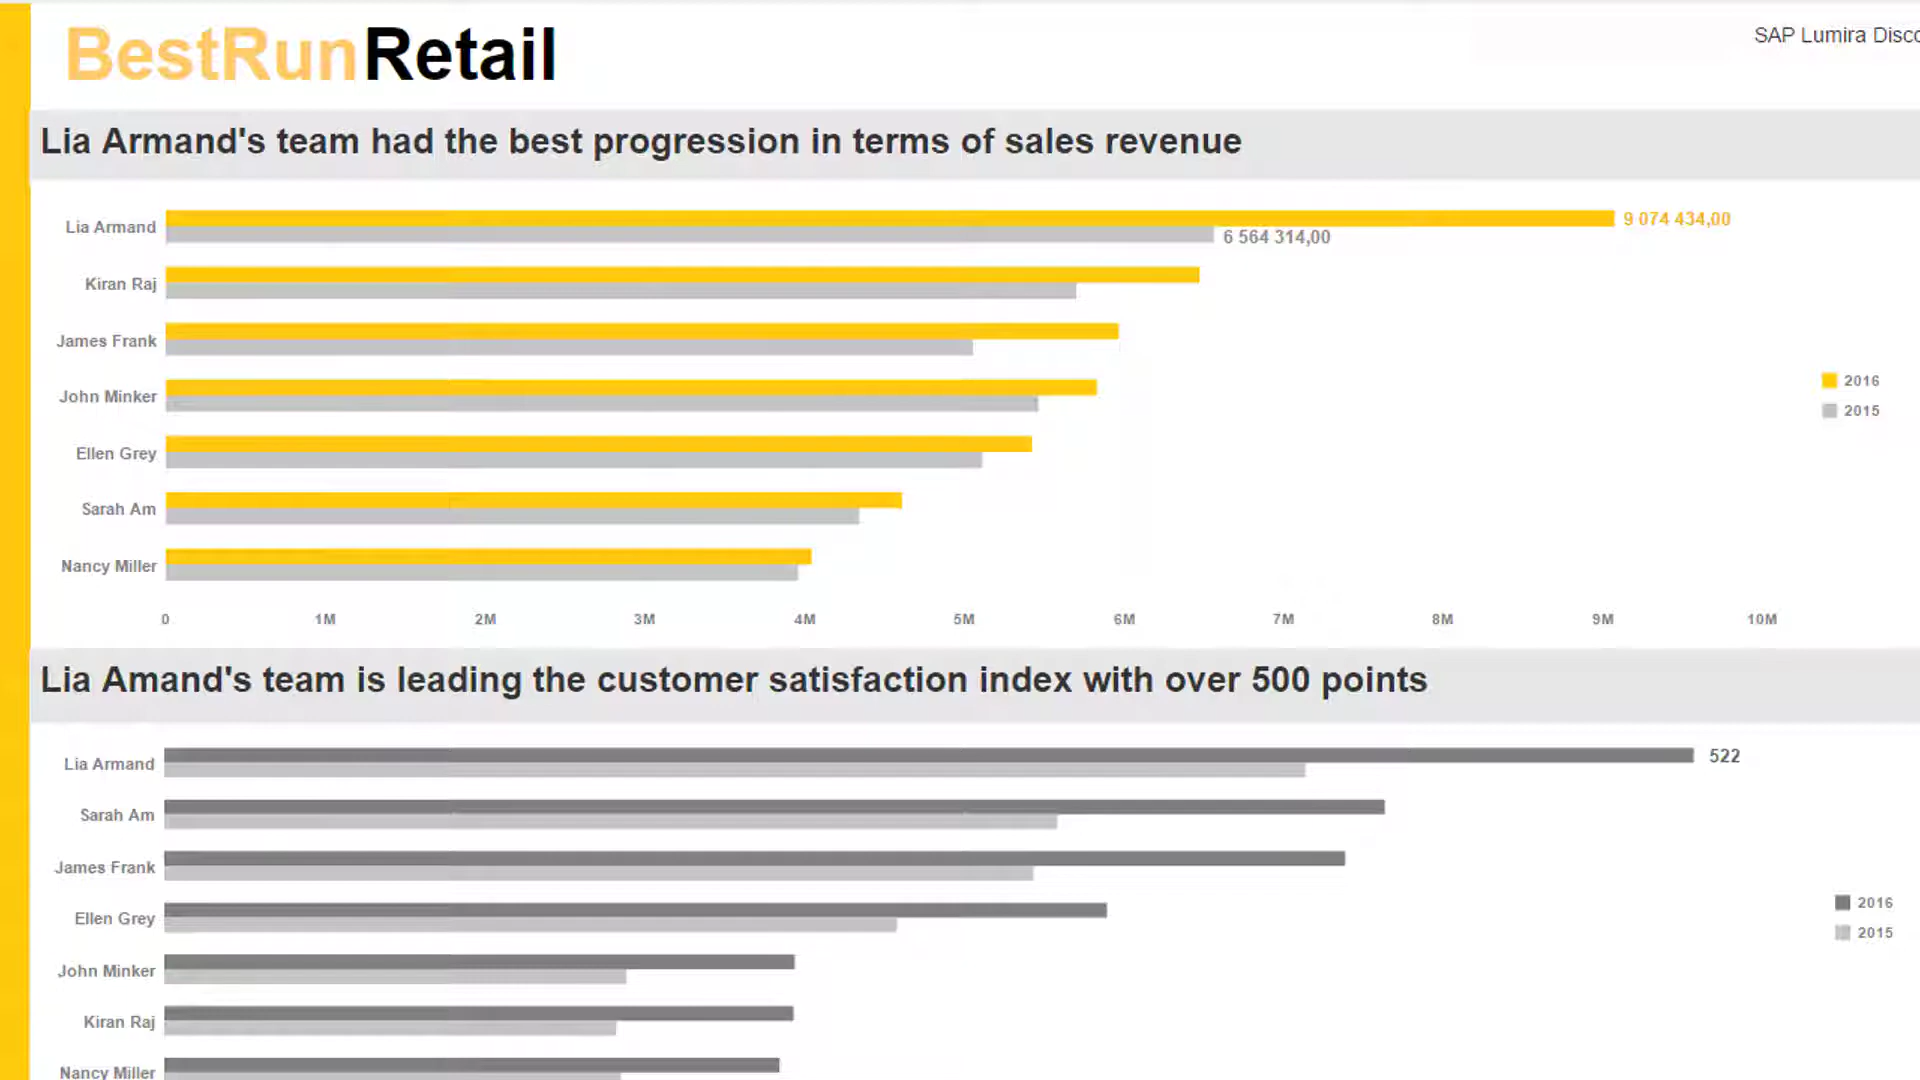 BestRunRetail
SAP Lumira Disco
Lia Armand's team had the best progression in terms of sales revenue
Lia Armand
9 074 434,00
6 564 314,00
Kiran Raj
James Frank
John Minker
2016
2015
Ellen Grey
Sarah Am
Nancy Miller
0 1M 2M 3M 4M 5M 6M 7M 8M 9M 10M
Lia Amand's team is leading the customer satisfaction index with over 500 points
Lia Armand
522
Sarah Am
James Frank
Ellen Grey
2016
2015
John Minker
Kiran Raj
Nancy Miller